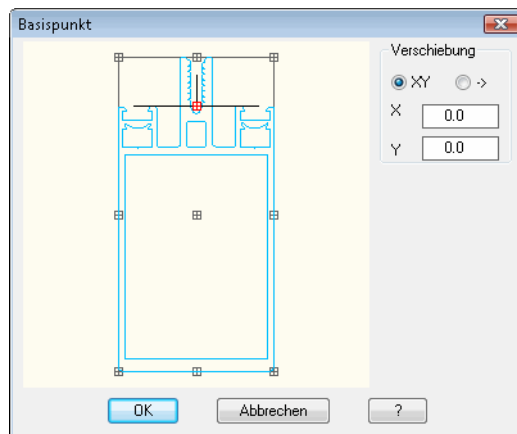 Basispunkt
Verschiebung
XY ->
X 0.0
Y 0.0
OK Abbrechen ?